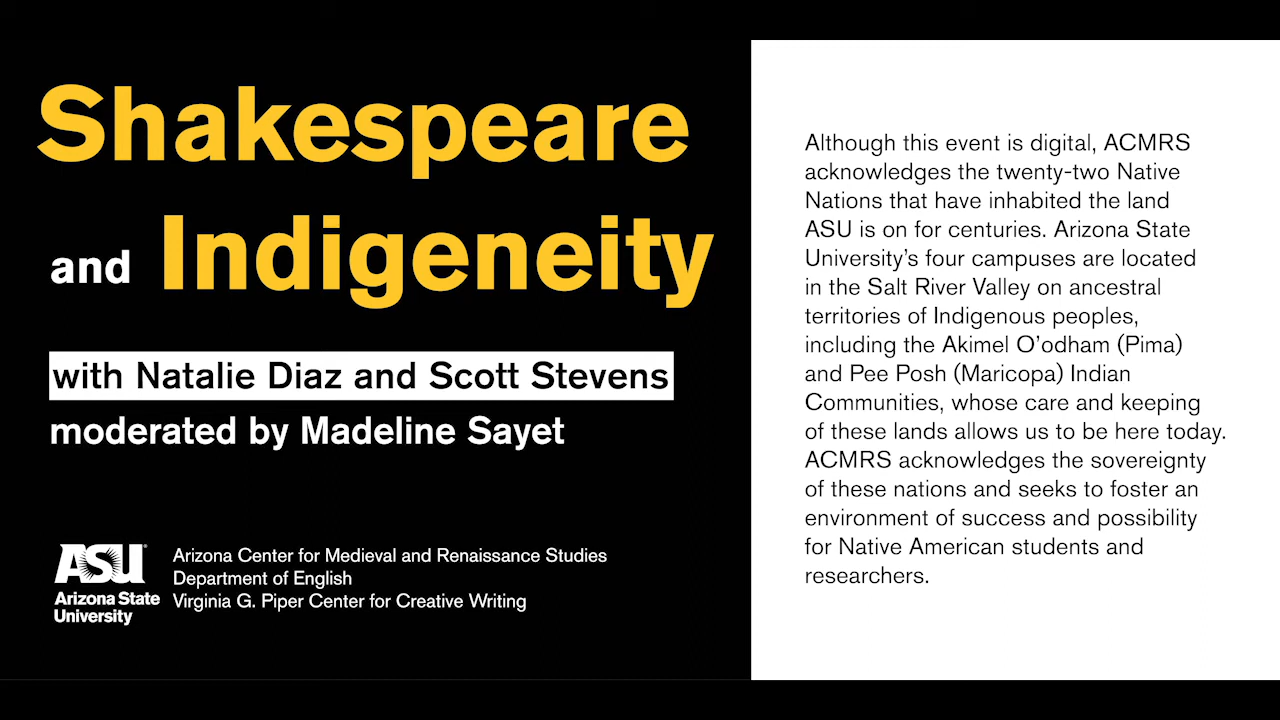 Shakespeare
and Indigeneity
with Natalie Diaz and Scott Stevens
moderated by Madeline Sayet
ASU
Arizona State
University
Arizona Center for Medieval and Renaissance Studies
Department of English
Virginia G. Piper Center for Creative Writing
Although this event is digital, ACMRS
acknowledges the twenty-two Native
Nations that have inhabited the land
ASU is on for centuries. Arizona State
University’s four campuses are located
in the Salt River Valley on ancestral
territories of Indigenous peoples,
including the Akimel O’odham (Pima)
and Pee Posh (Maricopa) Indian
Communities, whose care and keeping
of these lands allows us to be here today.
ACMRS acknowledges the sovereignty
of these nations and seeks to foster an
environment of success and possibility
for Native American students and
researchers.